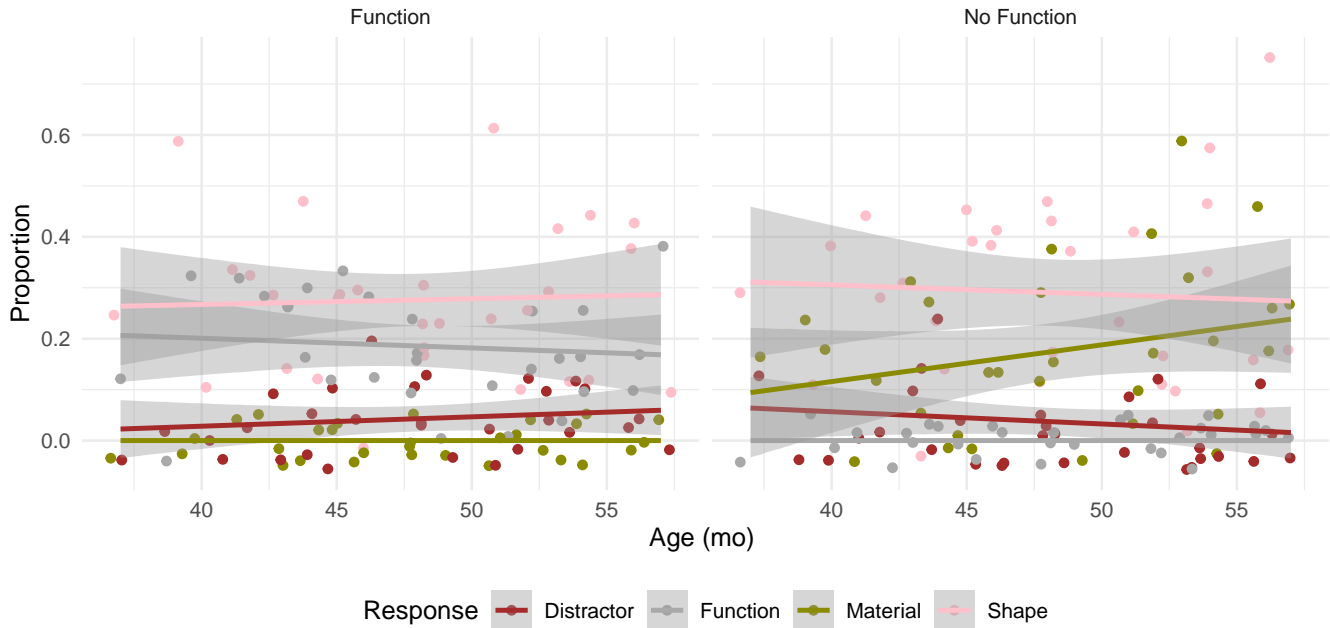 Function No Function
Proportion
0.6
0.4
0.2
0.0
40 45 50 55 40 45 50 55
Age (mo)
Response Distractor Function Material Shape